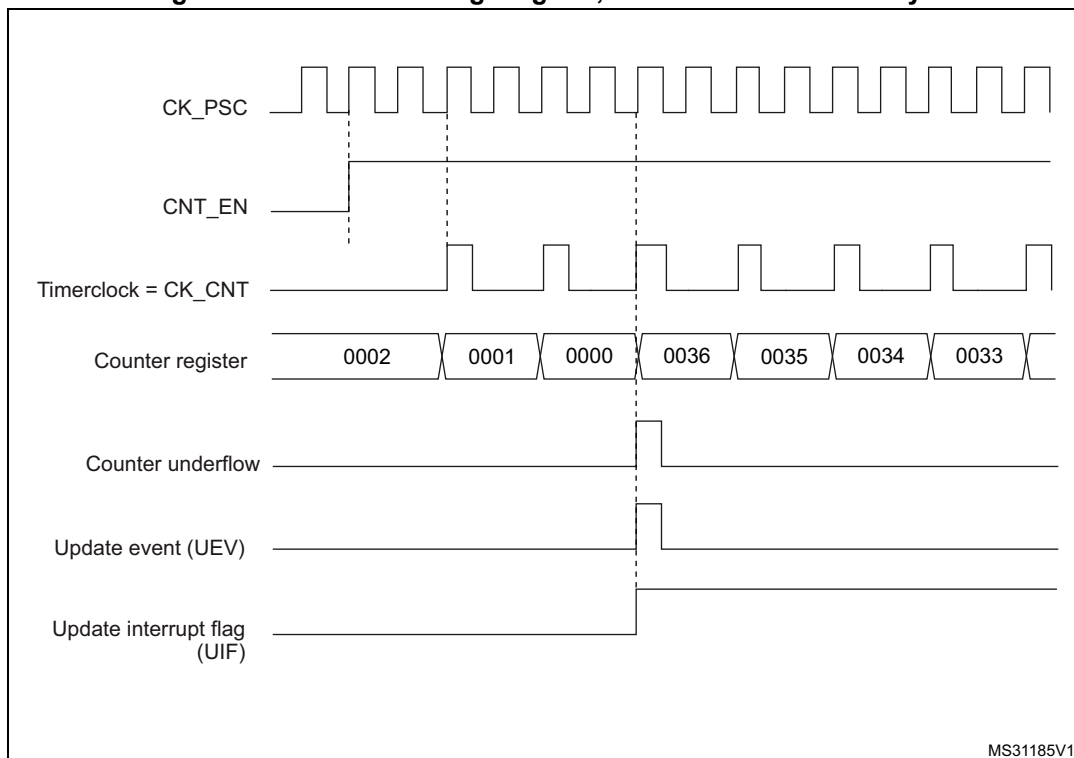 CK_PSC
CNT_EN
Timerclock = CK_CNT
Counter register
0002 0001 0000 0036 0035 0034 0033
Counter underflow
Update event (UEV)
Update interrupt flag
(UIF)
MS31185V1